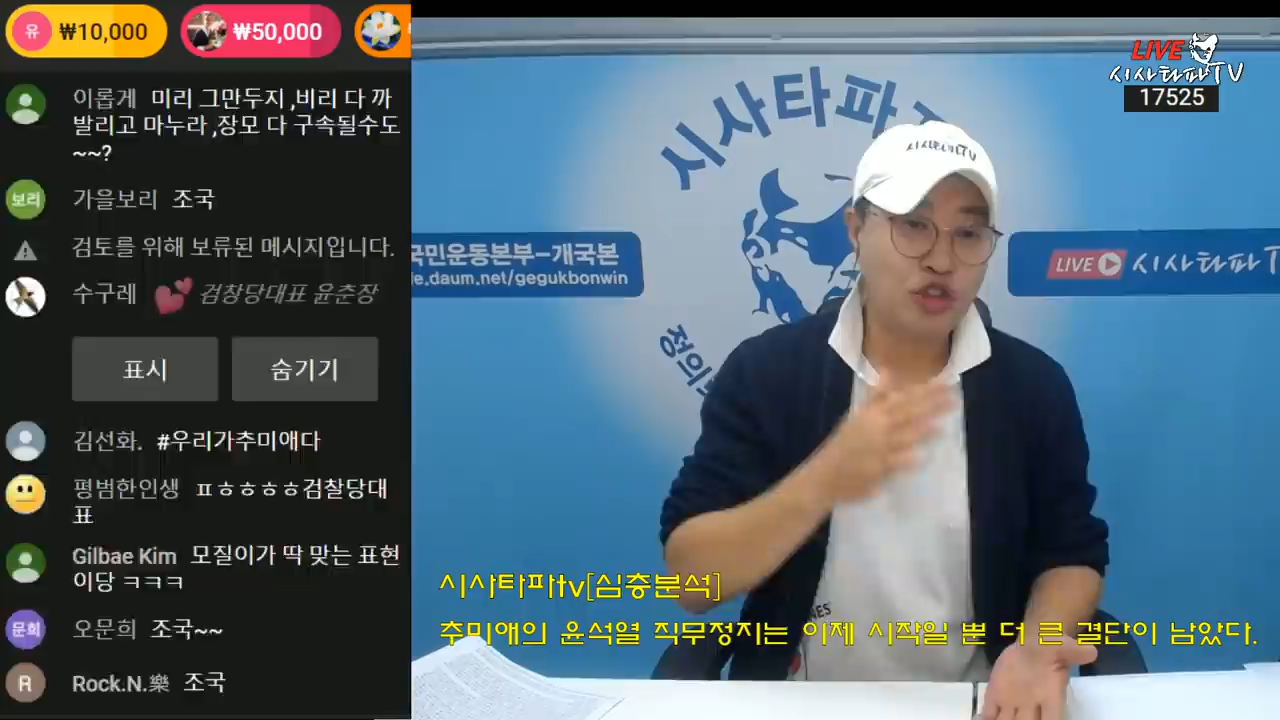 유 ₩10,000
₩50,000
이롭게 미리 그만두지 ,비리 다 까
발리고 마누라 ,장모 다 구속될수도
~~?
보리 가을보리 조국
검토를 위해 보류된 메시지입니다.
수구레 💕 검창당대표 윤춘장
표시
숨기기
김선화. #우리가추미애다
평범한인생 ㅍㅎㅎㅎㅎ검찰당대
표
Gilbae Kim 모질이가 딱 맞는 표현
이당 ㅋㅋㅋ
문희 오문희 조국~~
R Rock.N.樂 조국
LIVE
시사타파TV
17525
시사타파
시사타파TV
국민운동본부-개국본
e.daum.net/gegukbonwin
LIVE 시사타파T
정의
시사타파tv[심층분석]
추미애의 윤석열 직무정지는 이제 시작일 뿐 더 큰 결단이 남았다.